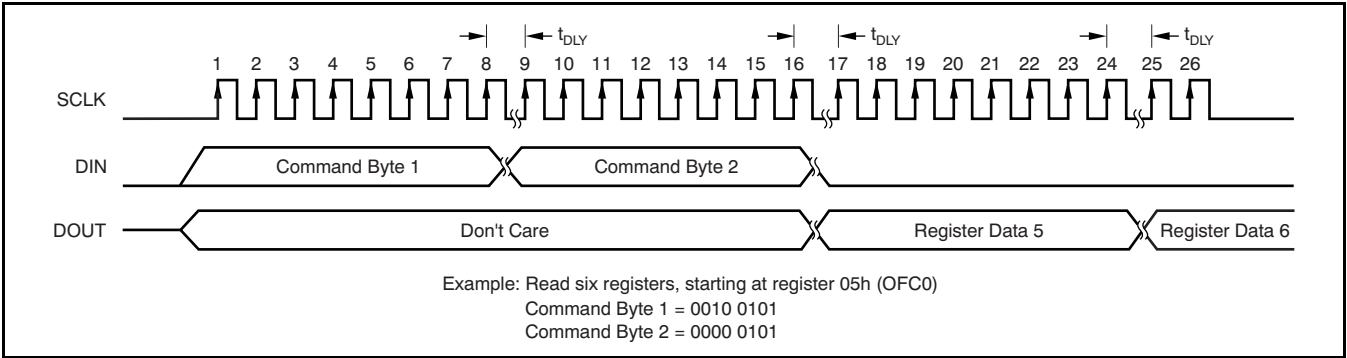 tDLY tDLY tDLY
1 2 3 4 5 6 7 8 9 10 11 12 13 14 15 16 17 18 19 20 21 22 23 24 25 26
SCLK
DIN Command Byte 1 Command Byte 2
DOUT Don't Care Register Data 5 Register Data 6
Example: Read six registers, starting at register 05h (OFC0)
Command Byte 1 = 0010 0101
Command Byte 2 = 0000 0101